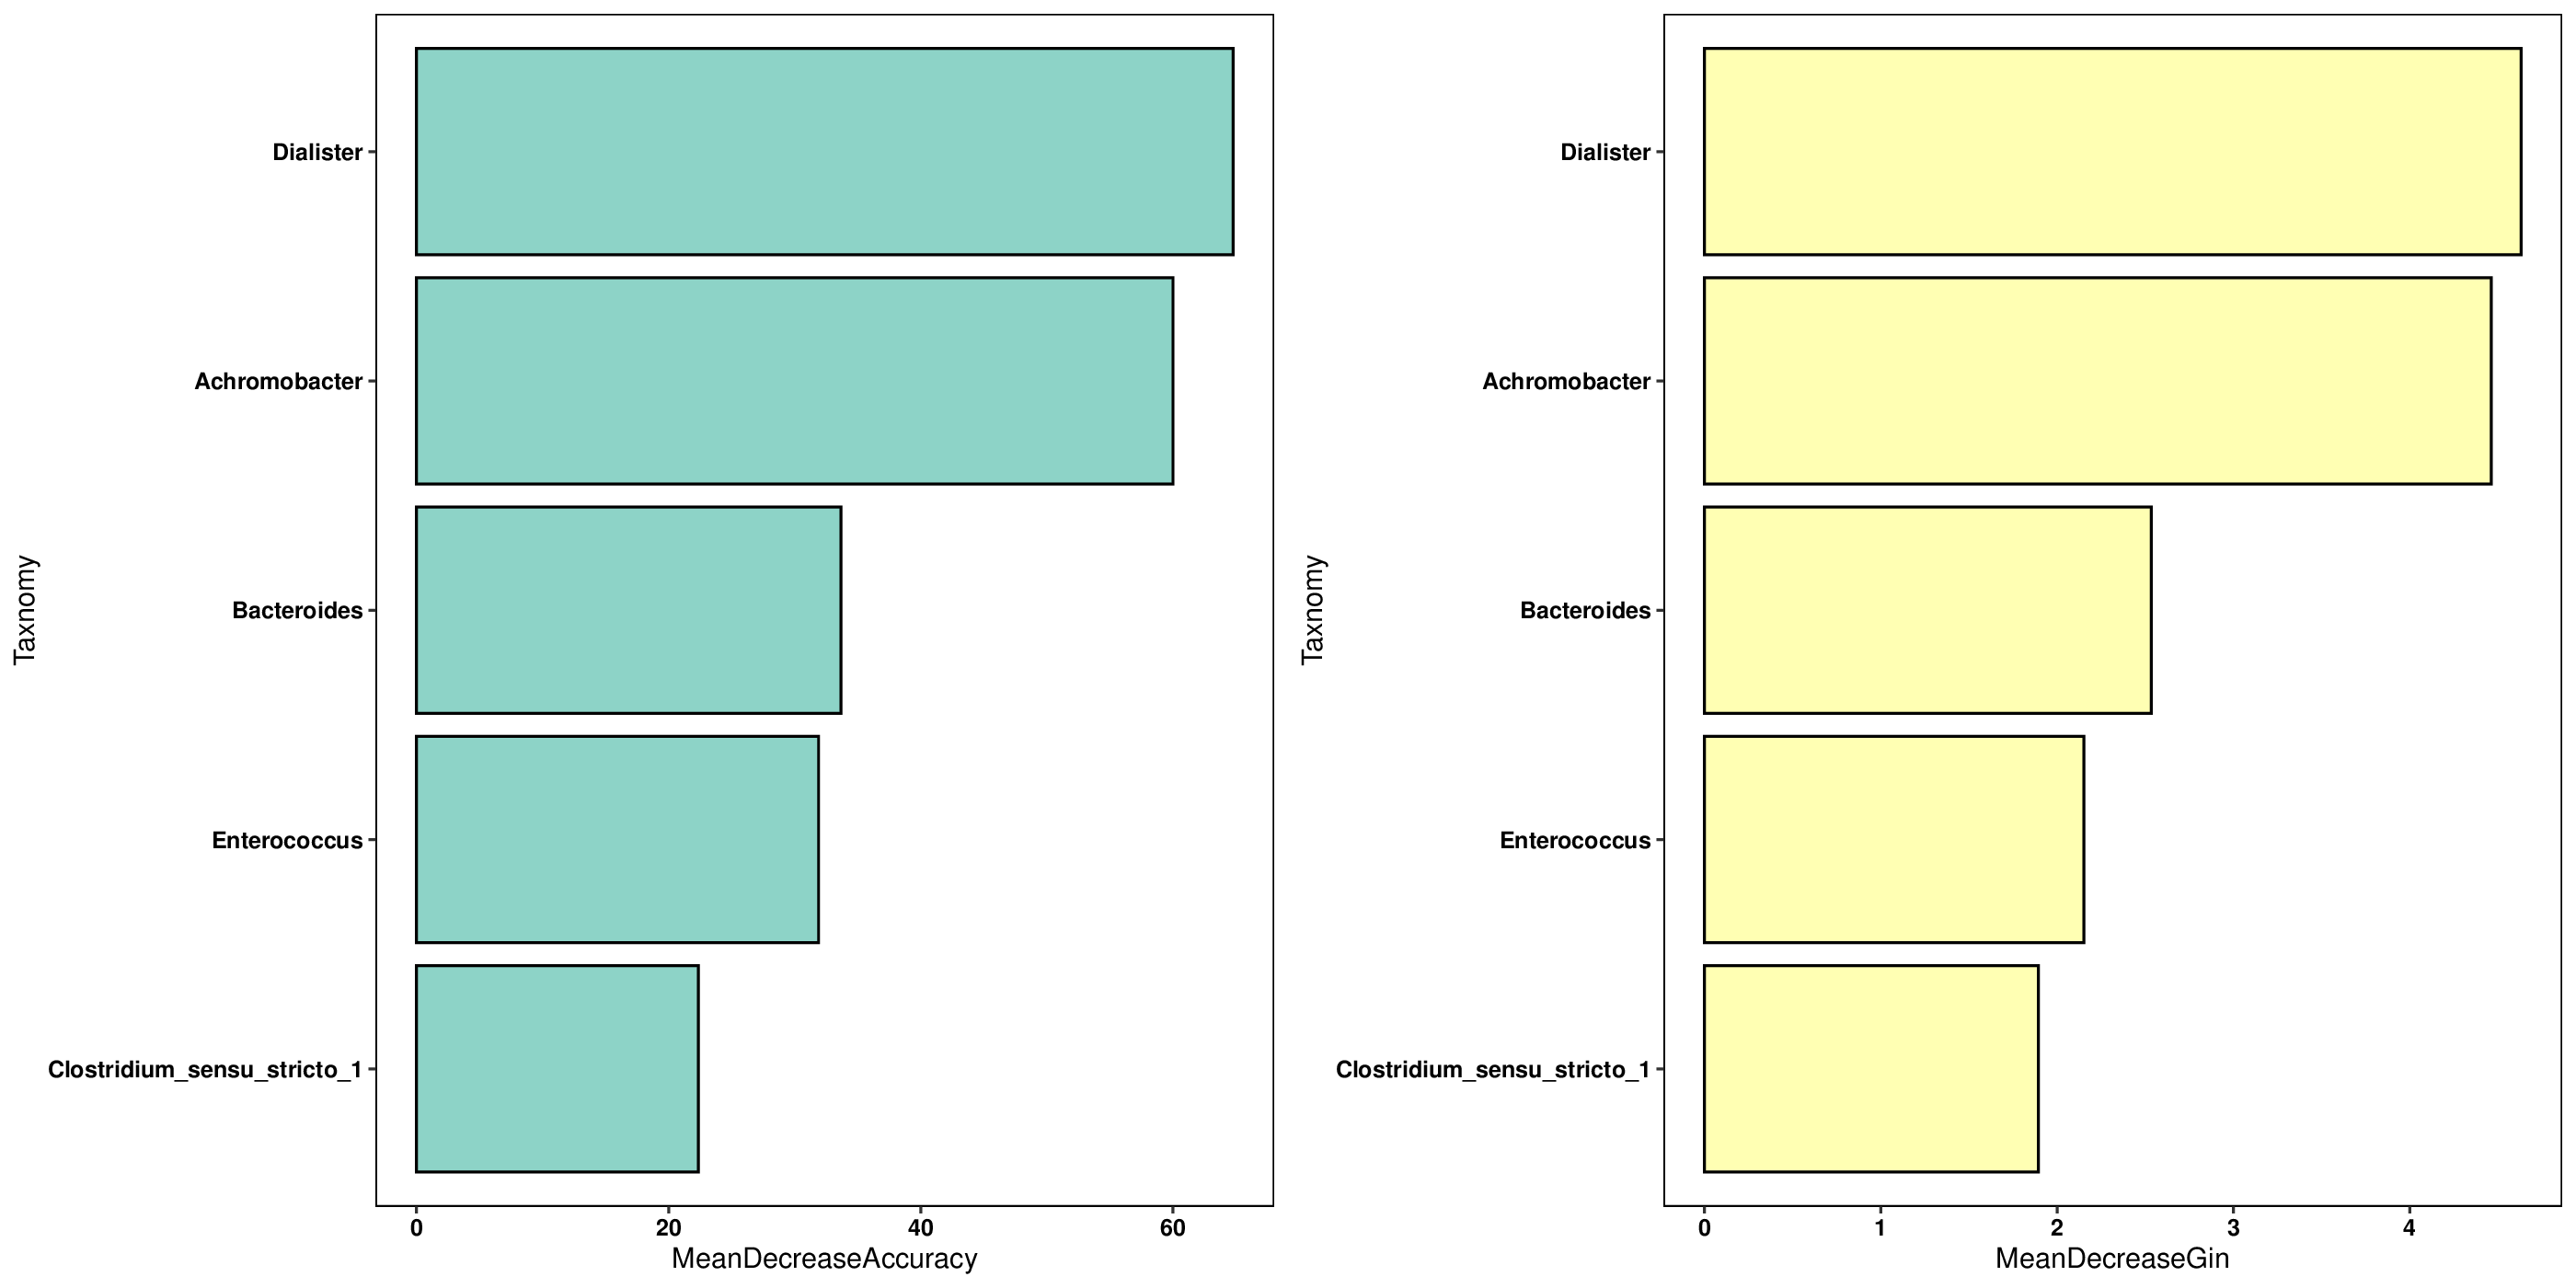 Taxnomy
Dialister
Achromobacter
Bacteroides
Enterococcus
Clostridium_sensu_stricto_1
0 20 40 60
MeanDecreaseAccuracy
Taxnomy
Dialister
Achromobacter
Bacteroides
Enterococcus
Clostridium_sensu_stricto_1
0 1 2 3 4
MeanDecreaseGin